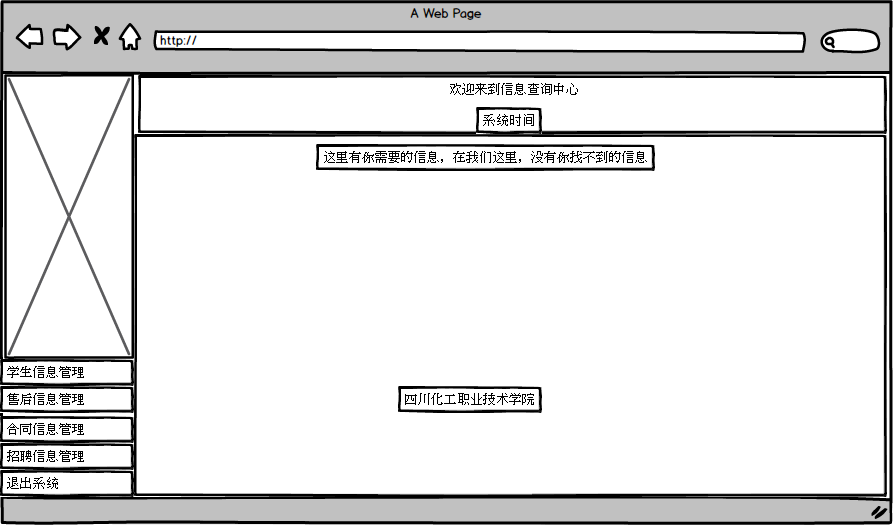 A Web Page
http://
欢迎来到信息查询中心
系统时间
这里有你需要的信息，在我们这里，没有你找不到的信息
学生信息管理
售后信息管理
四川化工职业技术学院
合同信息管理
招聘信息管理
退出系统